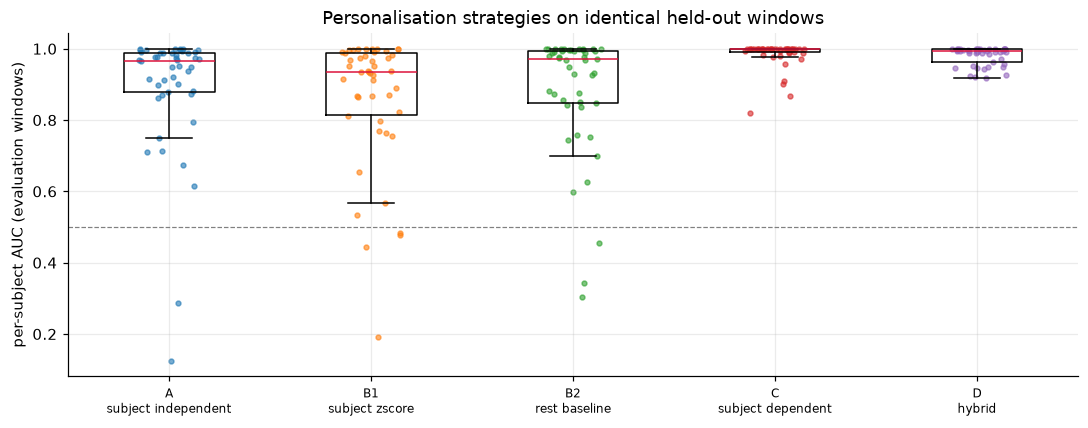 Personalisation strategies on identical held-out windows
per-subject AUC (evaluation windows)
1.0
0.8
0.6
0.4
0.2
A
subject independent
B1
subject zscore
B2
rest baseline
C
subject dependent
D
hybrid